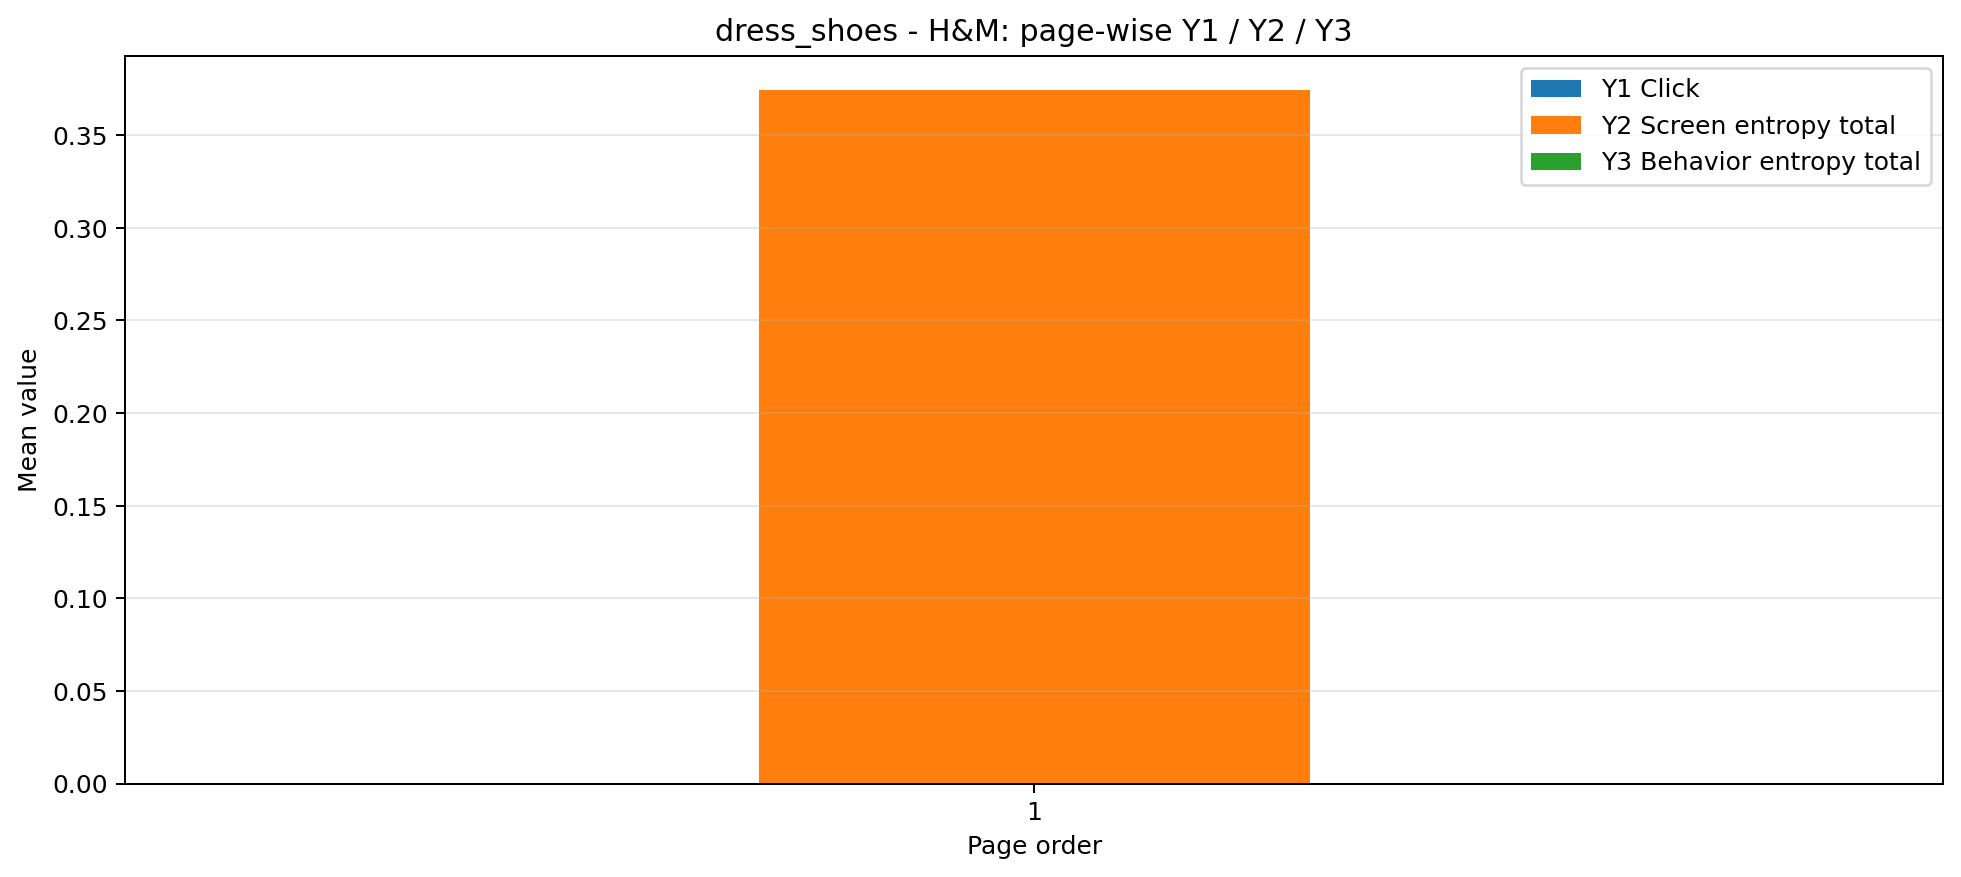 dress_shoes - H&M: page-wise Y1 / Y2 / Y3
Y1 Click
Y2 Screen entropy total
Y3 Behavior entropy total
Mean value
0.35
0.30
0.25
0.20
0.15
0.10
0.05
0.00
1
Page order